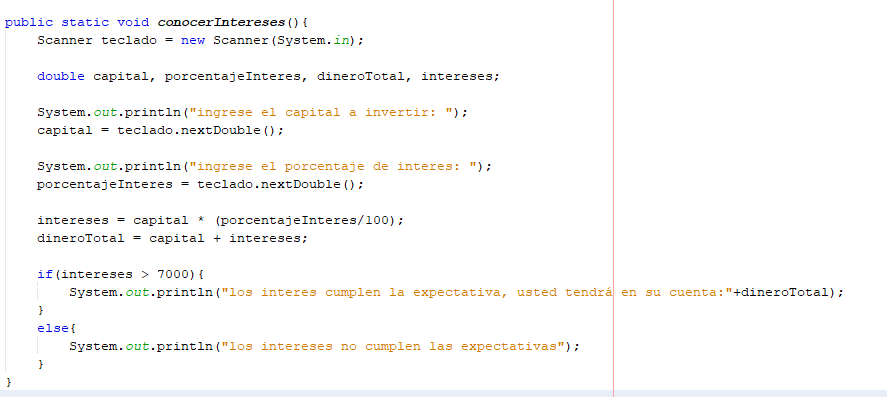 public static void conocerIntereses(){
Scanner teclado = new Scanner(System.in);
double capital, porcentajeInteres, dineroTotal, intereses;
System.out.println("ingrese el capital a invertir: ");
capital = teclado.nextDouble();
System.out.println("ingrese el porcentaje de interes: ");
porcentajeInteres = teclado.nextDouble();
intereses = capital * (porcentajeInteres/100);
dineroTotal = capital + intereses;
if(intereses > 7000){
System.out.println("los interes cumplen la expectativa, usted tendrá en su cuenta:"+dineroTotal);
}
else{
System.out.println("los intereses no cumplen las expectativas");
}
}